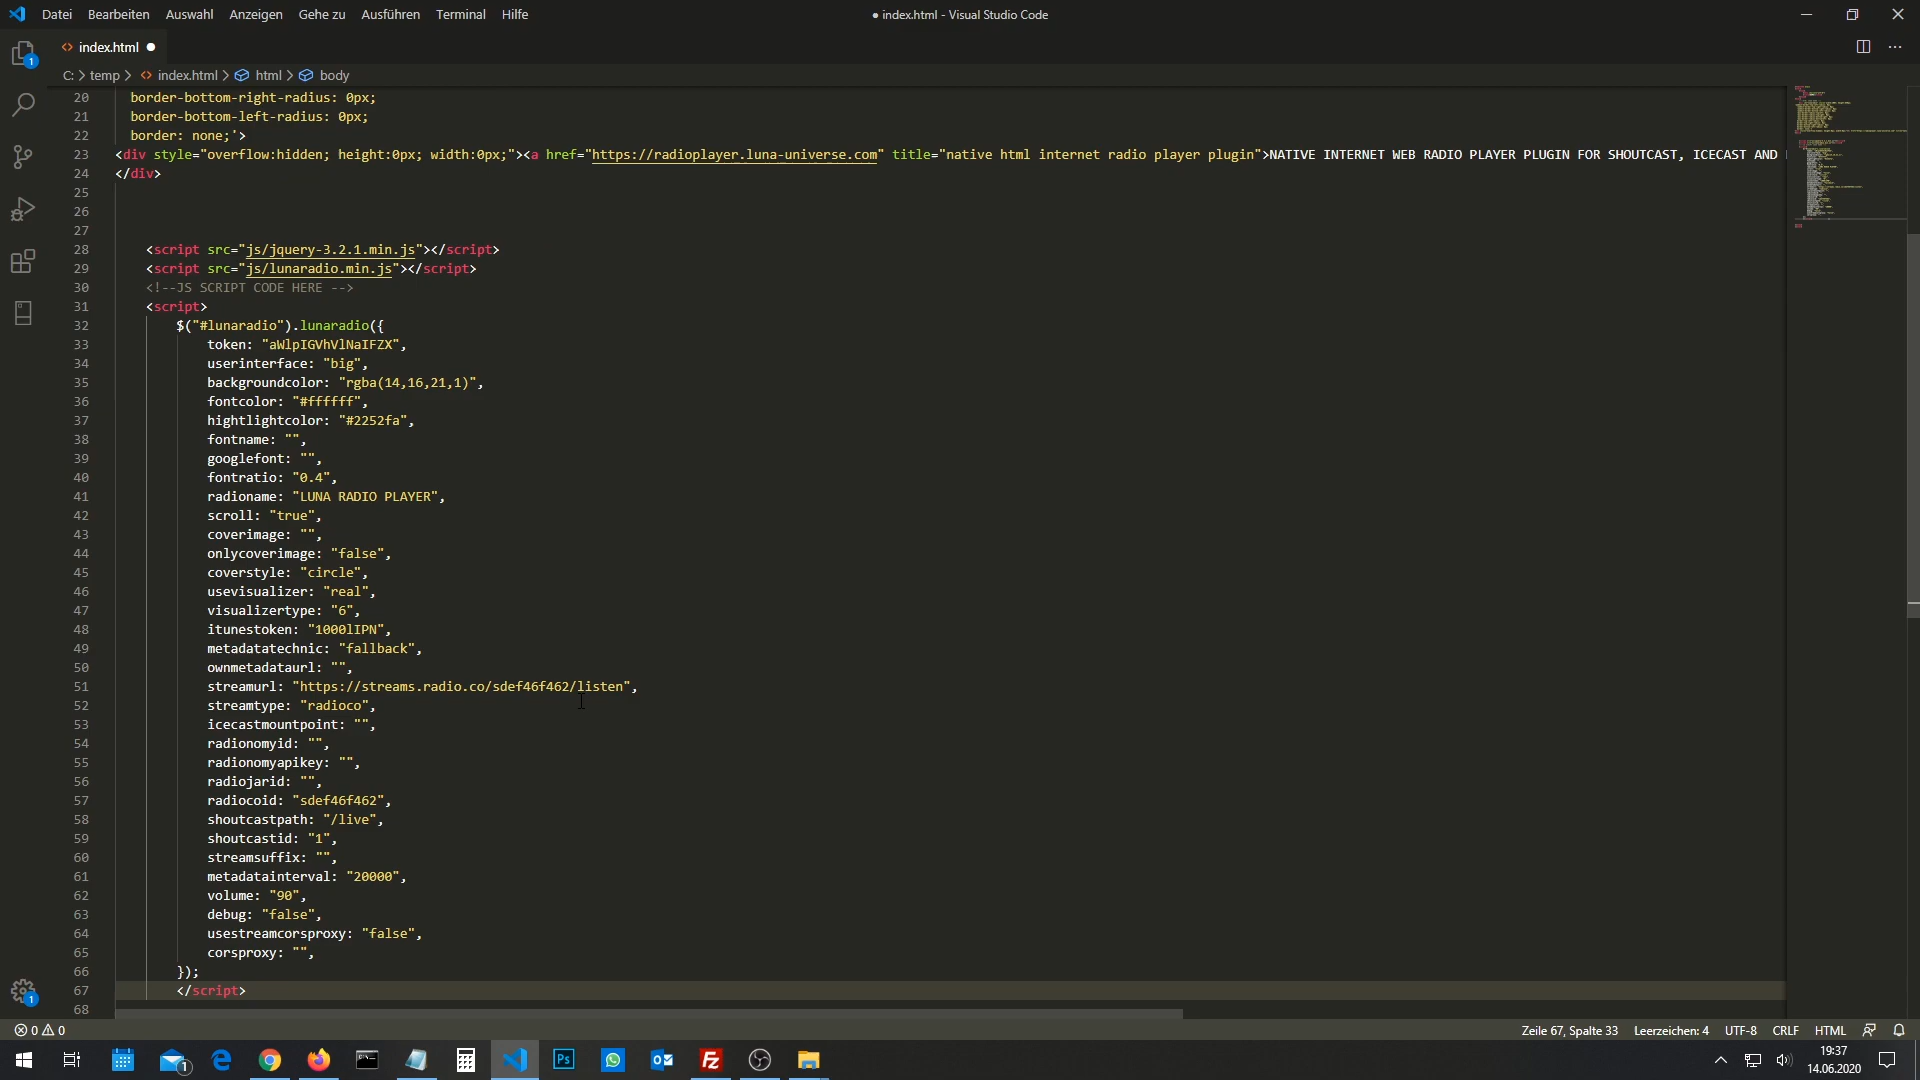 Datei Bearbeiten Auswahl Anzeigen Gehe zu Ausführen Terminal Hilfe
● index.html - Visual Studio Code
<> index.html ●
C: > temp > <> index.html > html > body
20 border-bottom-right-radius: 0px;
21 border-bottom-left-radius: 0px;
22 border: none;'>
23 <div style="overflow:hidden; height:0px; width:0px;"><a href="https://radioplayer.luna-universe.com" title="native html internet radio player plugin">NATIVE INTERNET WEB RADIO PLAYER PLUGIN FOR SHOUTCAST, ICECAST AND
24 </div>
25
26
27
28 <script src="js/jquery-3.2.1.min.js"></script>
29 <script src="js/lunaradio.min.js"></script>
30 <!--JS SCRIPT CODE HERE -->
31 <script>
32 $("#lunaradio").lunaradio({
33 token: "aWlpIGVhVlNaIFZX",
34 userinterface: "big",
35 backgroundcolor: "rgba(14,16,21,1)",
36 fontcolor: "#ffffff",
37 hightlightcolor: "#2252fa",
38 fontname: "",
39 googlefont: "",
40 fontratio: "0.4",
41 radioname: "LUNA RADIO PLAYER",
42 scroll: "true",
43 coverimage: "",
44 onlycoverimage: "false",
45 coverstyle: "circle",
46 usevisualizer: "real",
47 visualizertype: "6",
48 itunestoken: "1000lIPN",
49 metadatatechnic: "fallback",
50 ownmetadataurl: "",
51 streamurl: "https://streams.radio.co/sdef46f462/listen",
52 streamtype: "radioco",
53 icecastmountpoint: "",
54 radionomyid: "",
55 radionomyapikey: "",
56 radiojarid: "",
57 radiocoid: "sdef46f462",
58 shoutcastpath: "/live",
59 shoutcastid: "1",
60 streamsuffix: "",
61 metadatainterval: "20000",
62 volume: "90",
63 debug: "false",
64 usestreamcorsproxy: "false",
65 corsproxy: "",
66 });
67 </script>
68
0 0
Zeile 67, Spalte 33 Leerzeichen: 4 UTF-8 CRLF HTML
19:37
14.06.2020